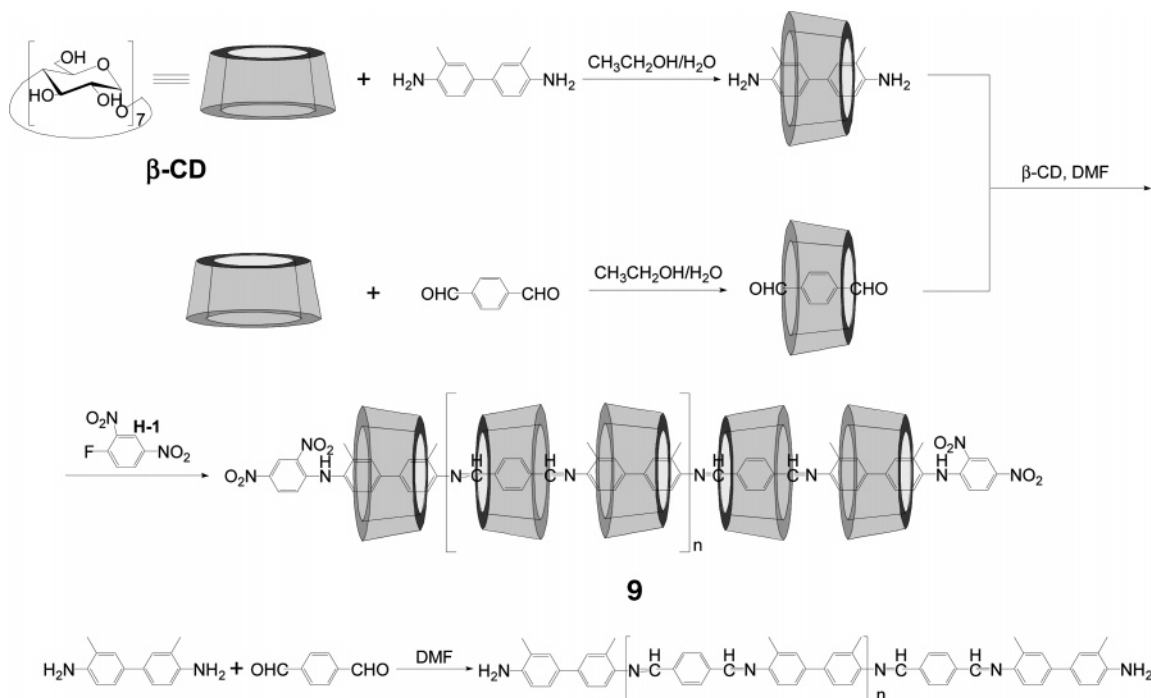 OH
O
HO
OH
O
7
β-CD
+
H₂N
NH₂
CH₃CH₂OH/H₂O
H₂N
NH₂
β-CD, DMF
+
OHC
CHO
CH₃CH₂OH/H₂O
OHC
CHO
O₂N
H-1
F
NO₂
NO₂
NO₂
H
N
N
H
C
H
C
N
N
H
C
H
C
N
H
N
O₂N
NO₂
n
9
H₂N
NH₂
+
OHC
CHO
DMF
H₂N
N
H
C
H
C
N
N
H
C
H
C
N
NH₂
n